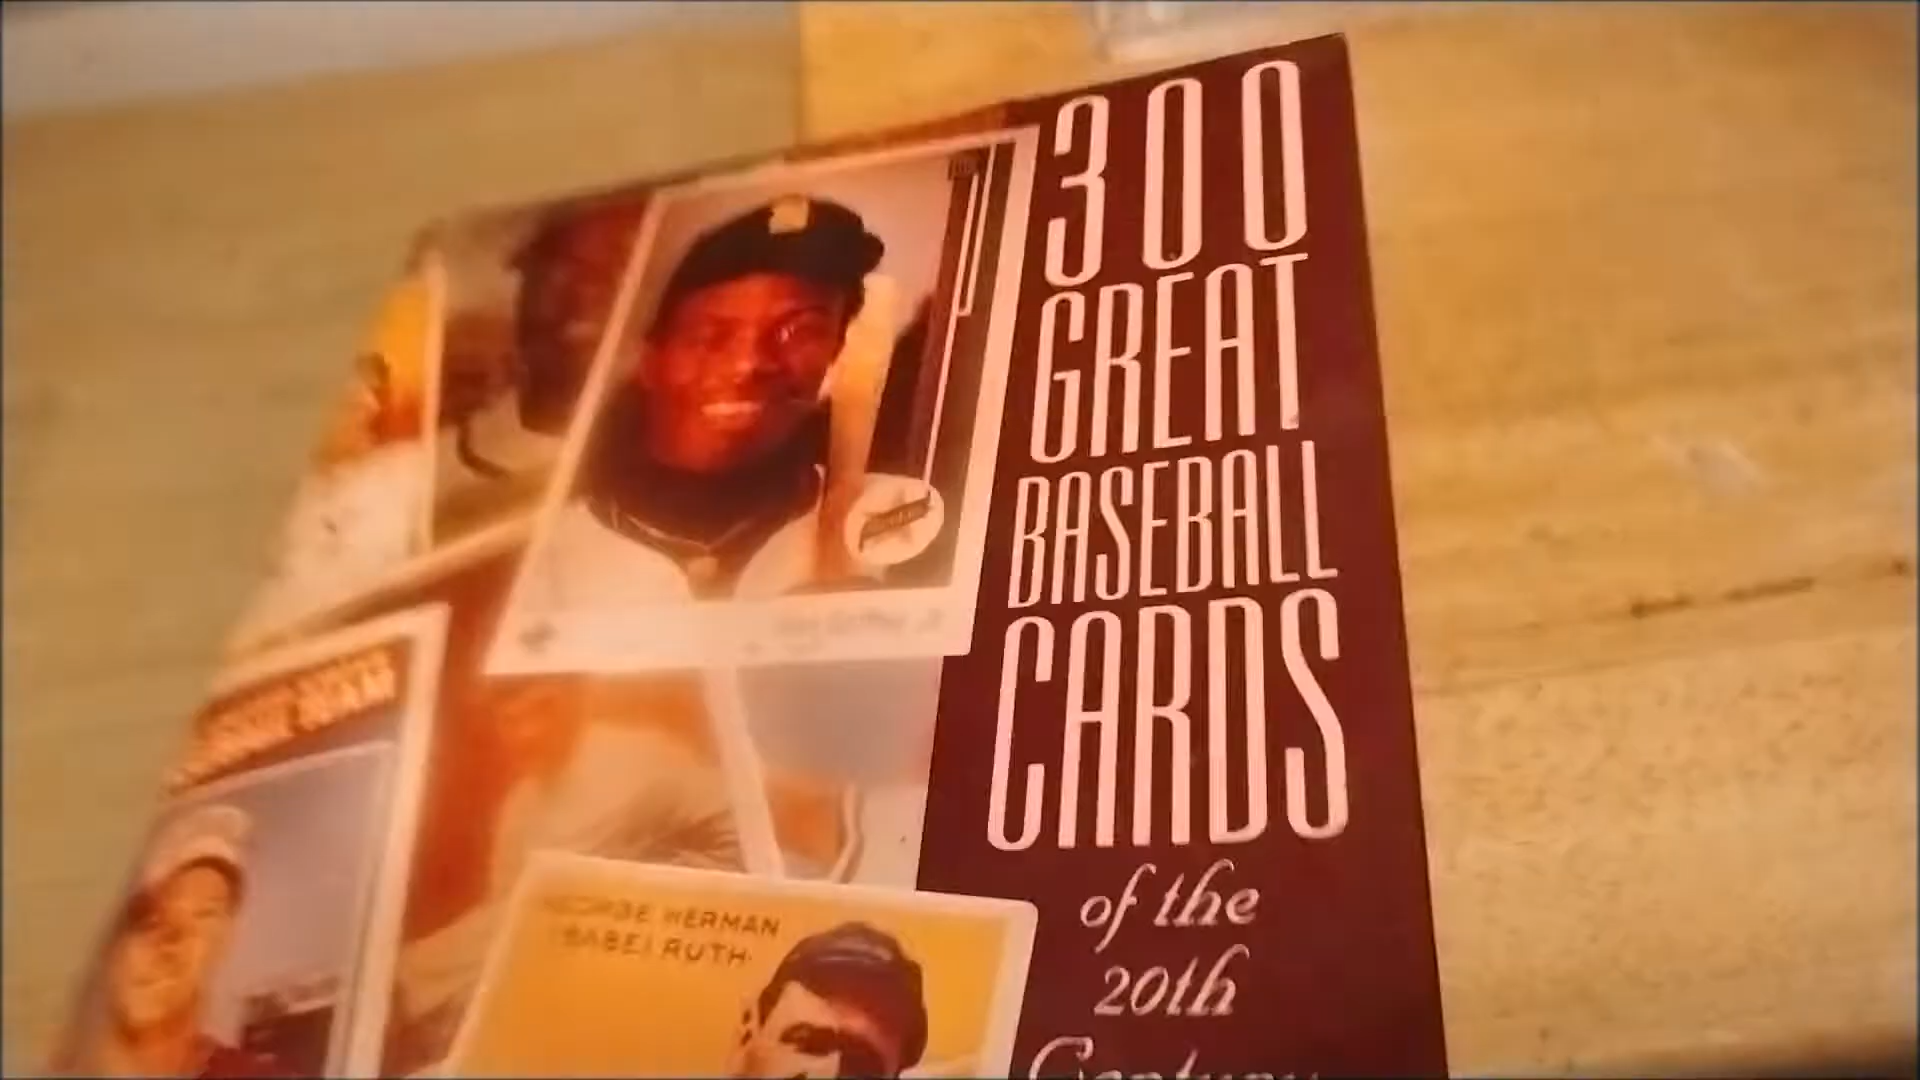 300
GREAT
BASEBALL
CARDS
of the
20th
Century
GEORGE HERMAN
(BABE) RUTH